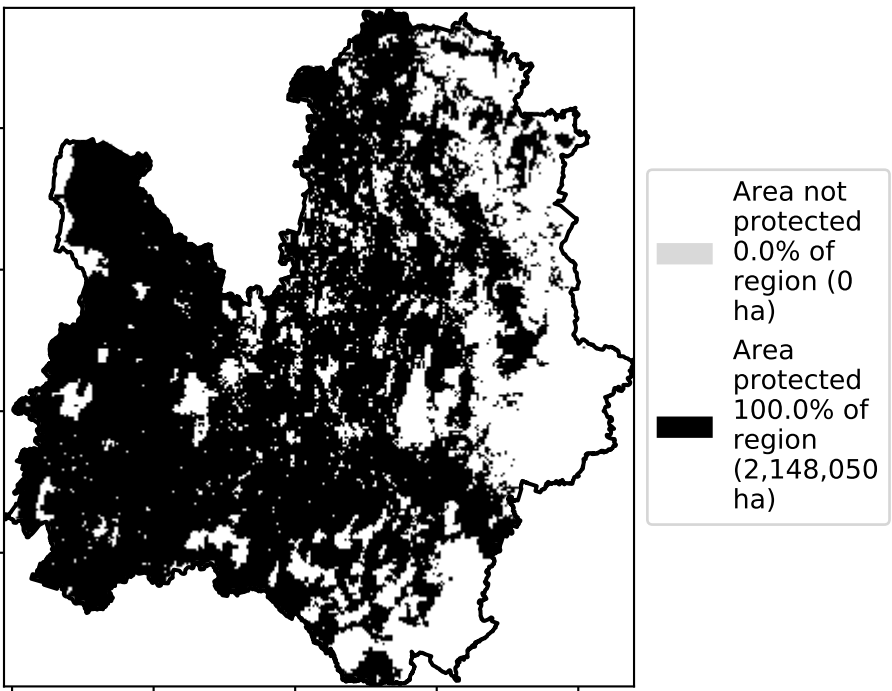 Area not
protected
0.0% of
region (0
ha)
Area
protected
100.0% of
region
(2,148,050
ha)